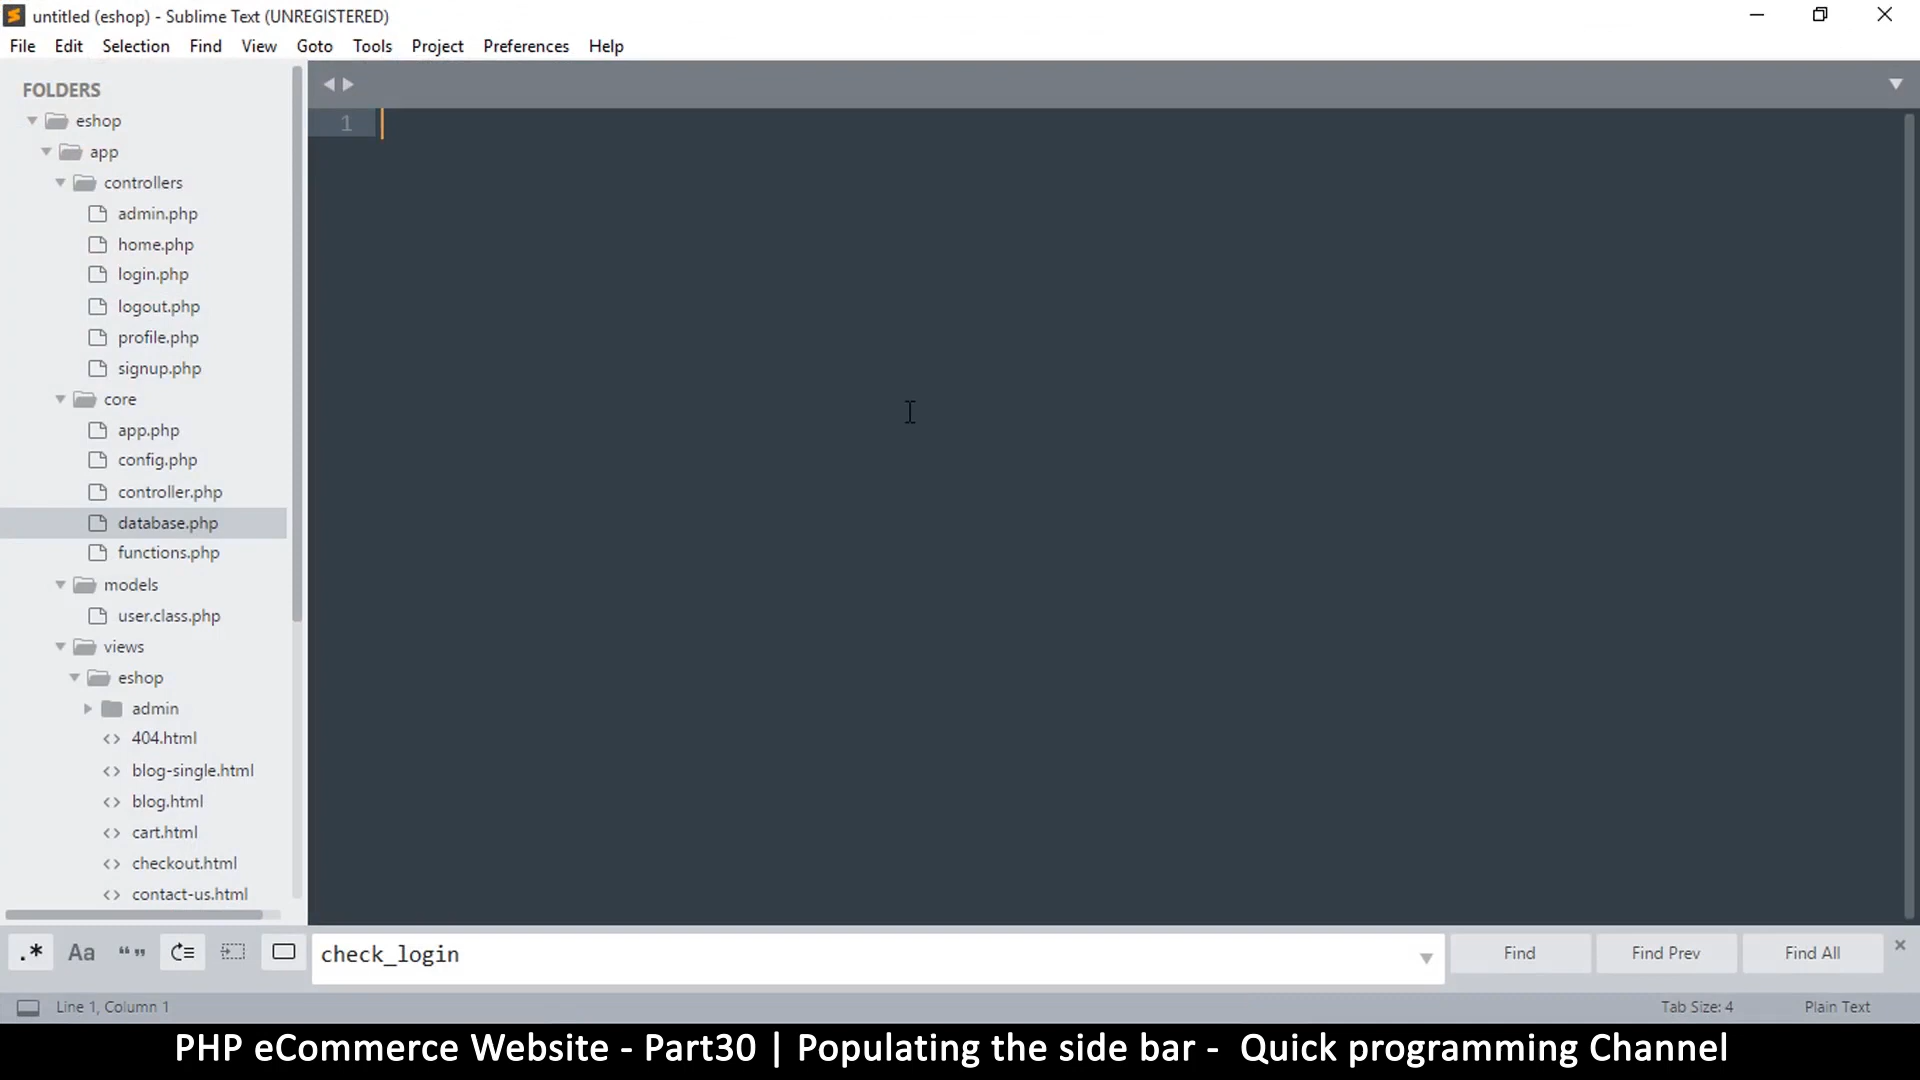 untitled (eshop) - Sublime Text (UNREGISTERED)
File Edit Selection Find View Goto Tools Project Preferences Help
FOLDERS
eshop
app
controllers
admin.php
home.php
login.php
logout.php
profile.php
signup.php
core
app.php
config.php
controller.php
database.php
functions.php
models
user.class.php
views
eshop
admin
404.html
blog-single.html
blog.html
cart.html
checkout.html
contact-us.html
1
.* Aa “ ” check_login Find Find Prev Find All
Line 1, Column 1 Tab Size: 4 Plain Text
PHP eCommerce Website - Part30 | Populating the side bar - Quick programming Channel